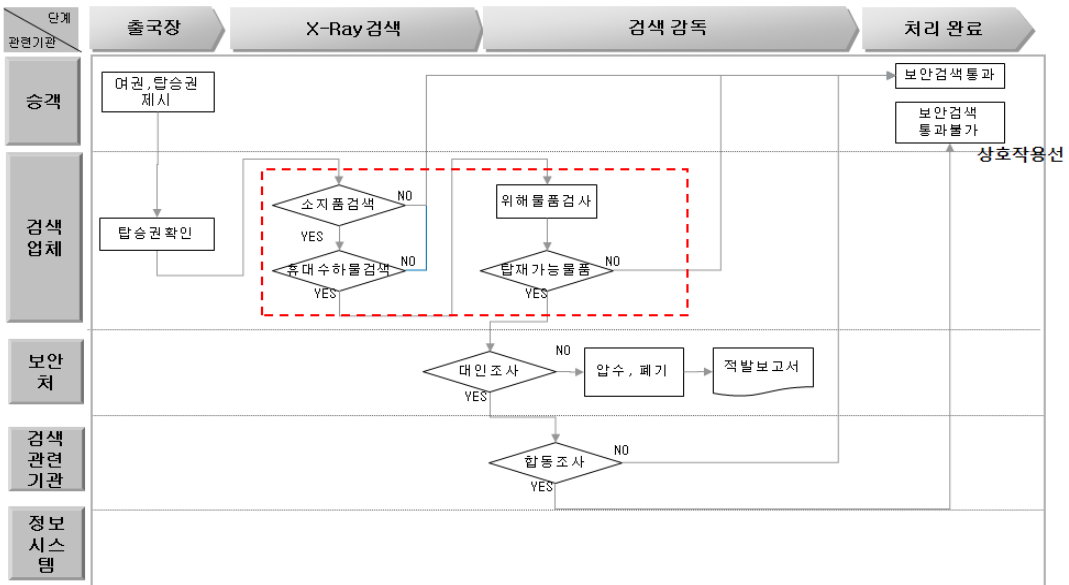 단계
관련기관
출국장
X-Ray 검색
검색 감독
처리 완료
승객
여권,탑승권
제시
보안검색통과
보안검색
통과불가
상호작용선
검색
업체
탑승권확인
소지품검색
NO
YES
휴대수하물검색
NO
YES
위해물품검사
탑재가능물품
NO
YES
보안
처
대인조사
NO
YES
압수, 폐기
적발보고서
검색
관련
기관
합동조사
NO
YES
정보
시스
템